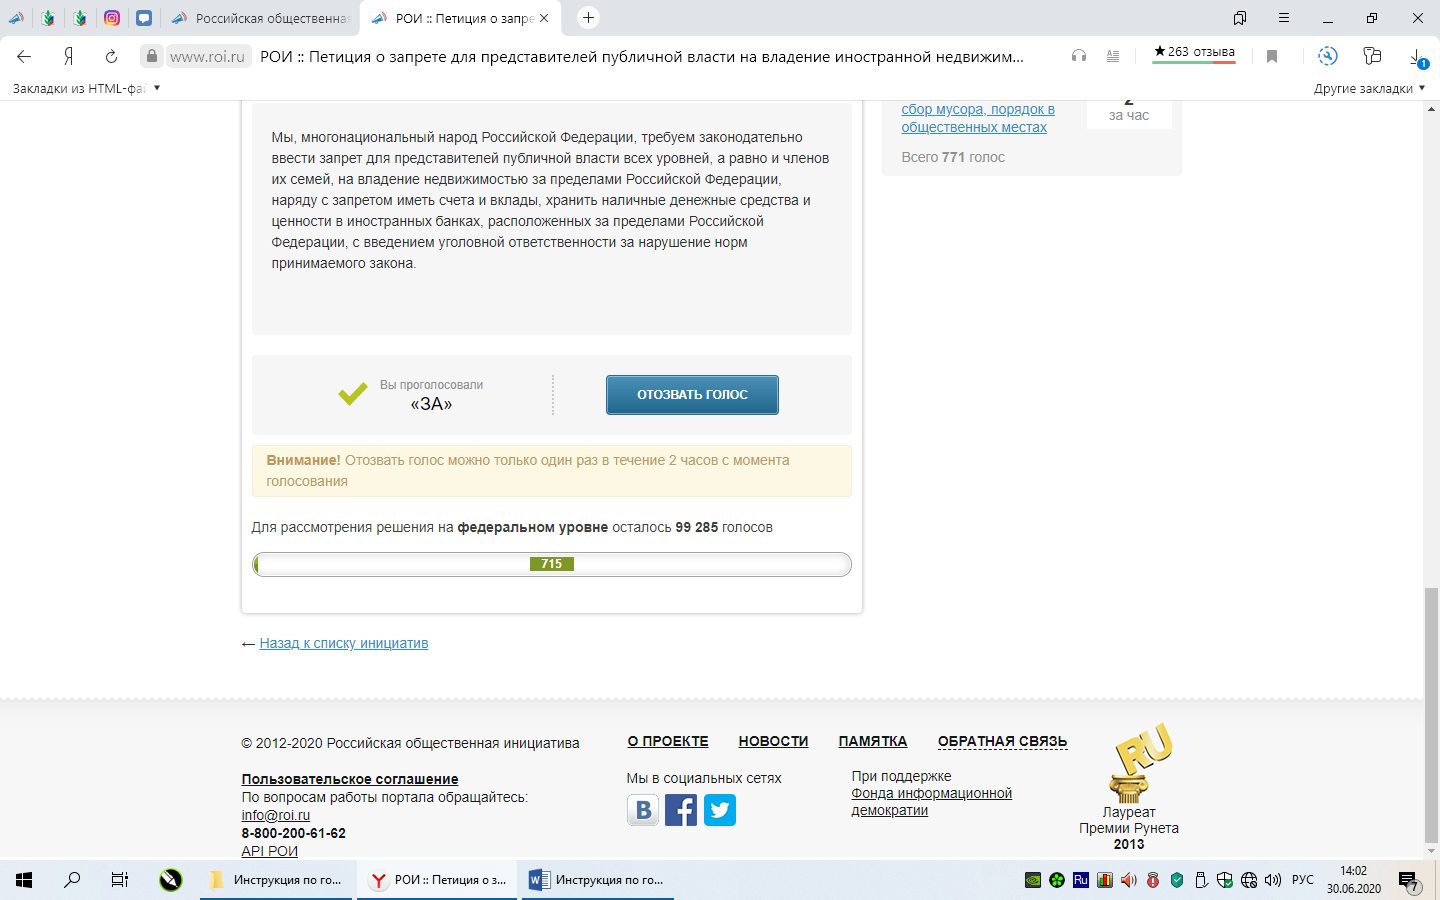 Российская общественна
РОИ :: Петиция о запре
www.roi.ru
РОИ :: Петиция о запрете для представителей публичной власти на владение иностранной недвижим...
★ 263 отзыва
1
Закладки из HTML-фа
Другие закладки
Мы, многонациональный народ Российской Федерации, требуем законодательно
ввести запрет для представителей публичной власти всех уровней, а равно и членов
их семей, на владение недвижимостью за пределами Российской Федерации,
наряду с запретом иметь счета и вклады, хранить наличные денежные средства и
ценности в иностранных банках, расположенных за пределами Российской
Федерации, с введением уголовной ответственности за нарушение норм
принимаемого закона.
сбор мусора, порядок в
общественных местах
2
за час
Всего 771 голос
Вы проголосовали
«ЗА»
ОТОЗВАТЬ ГОЛОС
Внимание! Отозвать голос можно только один раз в течение 2 часов с момента
голосования
Для рассмотрения решения на федеральном уровне осталось 99 285 голосов
715
← Назад к списку инициатив
© 2012-2020 Российская общественная инициатива
Пользовательское соглашение
По вопросам работы портала обращайтесь:
info@roi.ru
8-800-200-61-62
API РОИ
О ПРОЕКТЕ
НОВОСТИ
ПАМЯТКА
ОБРАТНАЯ СВЯЗЬ
Мы в социальных сетях
При поддержке
Фонда информационной
демократии
RU
Лауреат
Премии Рунета
2013
Инструкция по го...
РОИ :: Петиция о з...
Инструкция по го...
Ru
РУС
14:02
30.06.2020
7